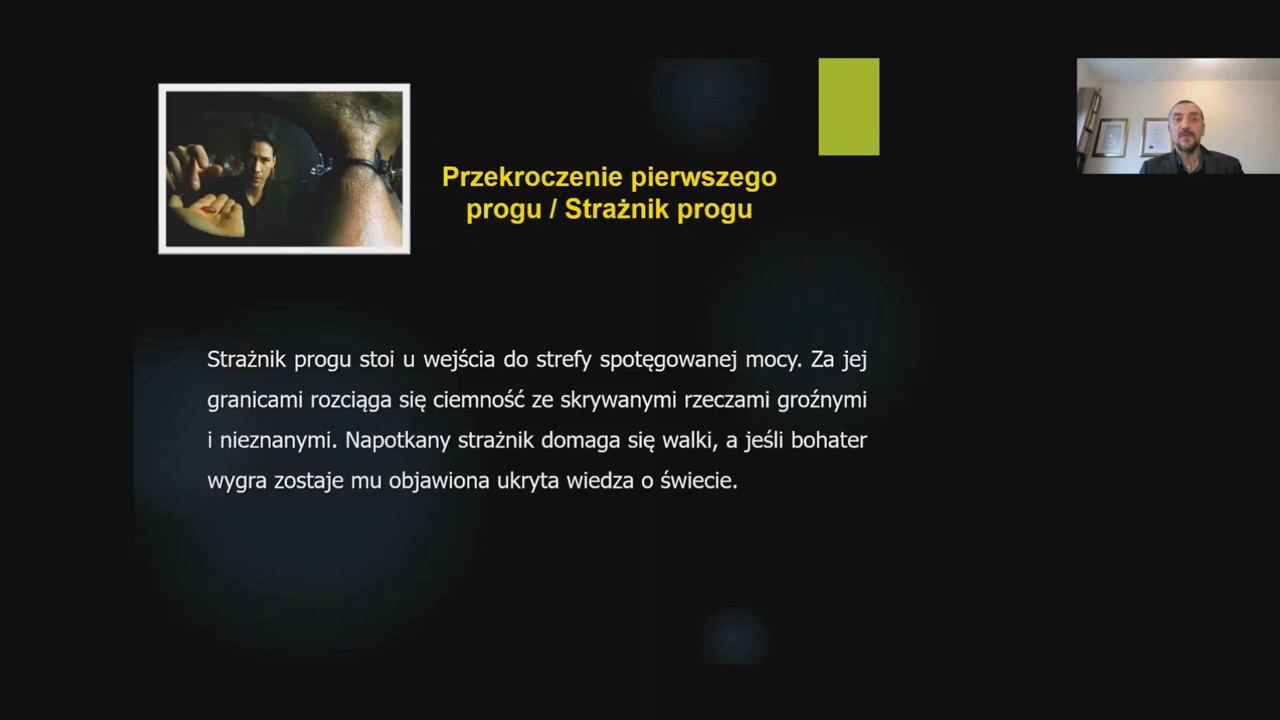 Przekroczenie pierwszego
progu / Strażnik progu
Strażnik progu stoi u wejścia do strefy spotęgowanej mocy. Za jej
granicami rozciąga się ciemność ze skrywanymi rzeczami groźnymi
i nieznanymi. Napotkany strażnik domaga się walki, a jeśli bohater
wygra zostaje mu objawiona ukryta wiedza o świecie.